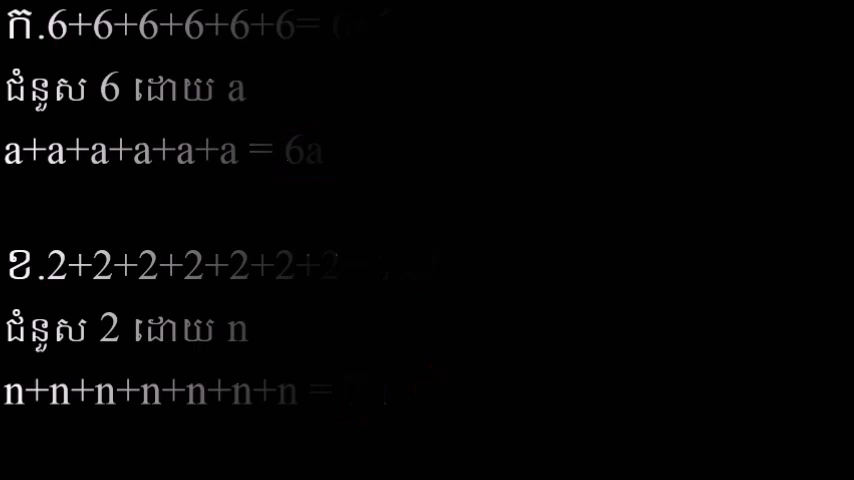 ក.6+6+6+6+6+6= 6
ជំនួស 6 ដោយ a
a+a+a+a+a+a = 6a
ខ.2+2+2+2+2+2+2
ជំនួស 2 ដោយ n
n+n+n+n+n+n+n =